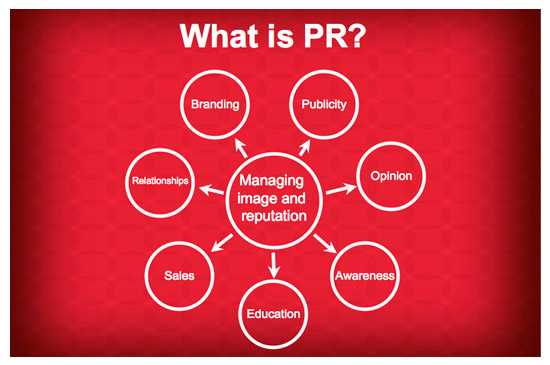 What is PR?
Branding
Publicity
Relationships
Managing
image and
reputation
Opinion
Sales
Awareness
Education